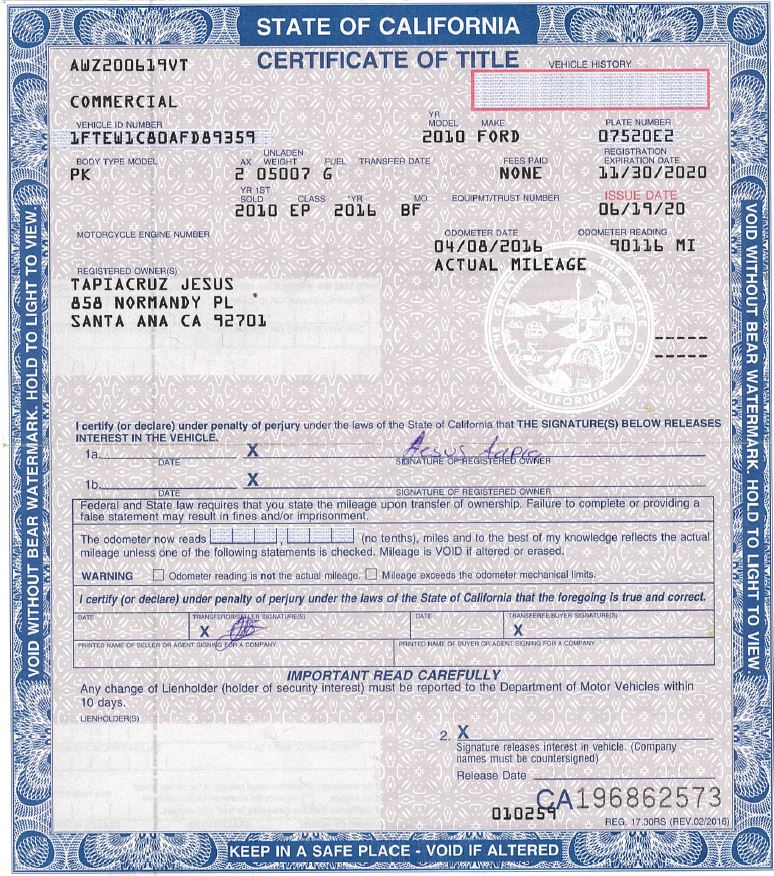 STATE OF CALIFORNIA
CERTIFICATE OF TITLE
AWZ200619VT
VEHICLE HISTORY
COMMERCIAL
VEHICLE ID NUMBER YR MODEL MAKE PLATE NUMBER
1FTEW1C80AFD89359 2010 FORD 07520E2
BODY TYPE MODEL AX UNLADEN WEIGHT FUEL TRANSFER DATE FEES PAID REGISTRATION EXPIRATION DATE
PK 2 05007 G NONE 11/30/2020
YR 1ST SOLD CLASS *YR MO EQUIPMT/TRUST NUMBER ISSUE DATE
2010 EP 2016 BF 06/19/20
MOTORCYCLE ENGINE NUMBER ODOMETER DATE ODOMETER READING
04/08/2016 90116 MI
ACTUAL MILEAGE
REGISTERED OWNER(S)
TAPIACRUZ JESUS
858 NORMANDY PL
SANTA ANA CA 92701
THE GREAT SEAL OF THE STATE OF CALIFORNIA
I certify (or declare) under penalty of perjury under the laws of the State of California that THE SIGNATURE(S) BELOW RELEASES
INTEREST IN THE VEHICLE.
1a. X Jesus Tapia
DATE SIGNATURE OF REGISTERED OWNER
1b. X
DATE SIGNATURE OF REGISTERED OWNER
Federal and State law requires that you state the mileage upon transfer of ownership. Failure to complete or providing a
false statement may result in fines and/or imprisonment.
The odometer now reads , (no tenths), miles and to the best of my knowledge reflects the actual
mileage unless one of the following statements is checked. Mileage is VOID if altered or erased.
WARNING Odometer reading is not the actual mileage. Mileage exceeds the odometer mechanical limits.
I certify (or declare) under penalty of perjury under the laws of the State of California that the foregoing is true and correct.
DATE TRANSFEROR/SELLER SIGNATURE(S) DATE TRANSFEREE/BUYER SIGNATURE(S)
X X
PRINTED NAME OF SELLER OR AGENT SIGNING FOR A COMPANY PRINTED NAME OF BUYER OR AGENT SIGNING FOR A COMPANY
IMPORTANT READ CAREFULLY
Any change of Lienholder (holder of security interest) must be reported to the Department of Motor Vehicles within
10 days.
LIENHOLDER(S)
2. X
Signature releases interest in vehicle. (Company
names must be countersigned)
Release Date
CA196862573
010259
REG. 17.30RS (REV.02/2016)
KEEP IN A SAFE PLACE - VOID IF ALTERED
VOID WITHOUT BEAR WATERMARK. HOLD TO LIGHT TO VIEW.
VOID WITHOUT BEAR WATERMARK. HOLD TO LIGHT TO VIEW.